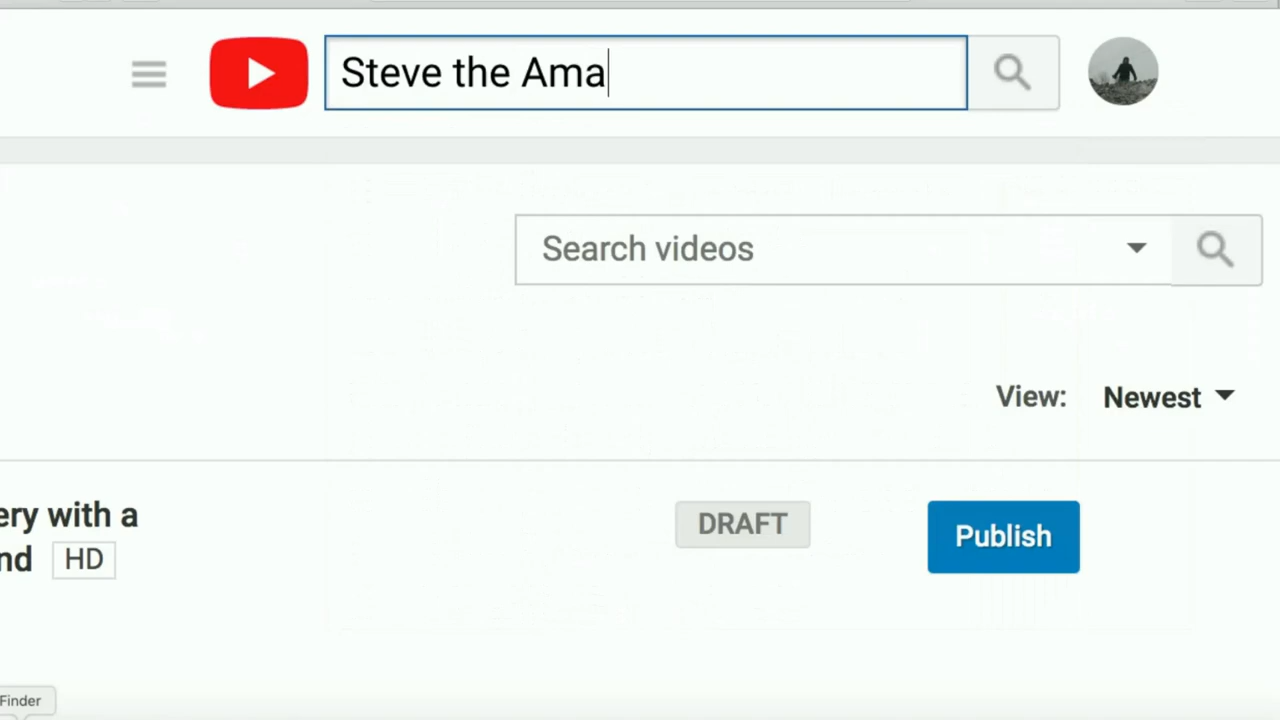 Steve the Ama
Search videos
View: Newest
ery with a
nd HD
DRAFT
Publish
Finder